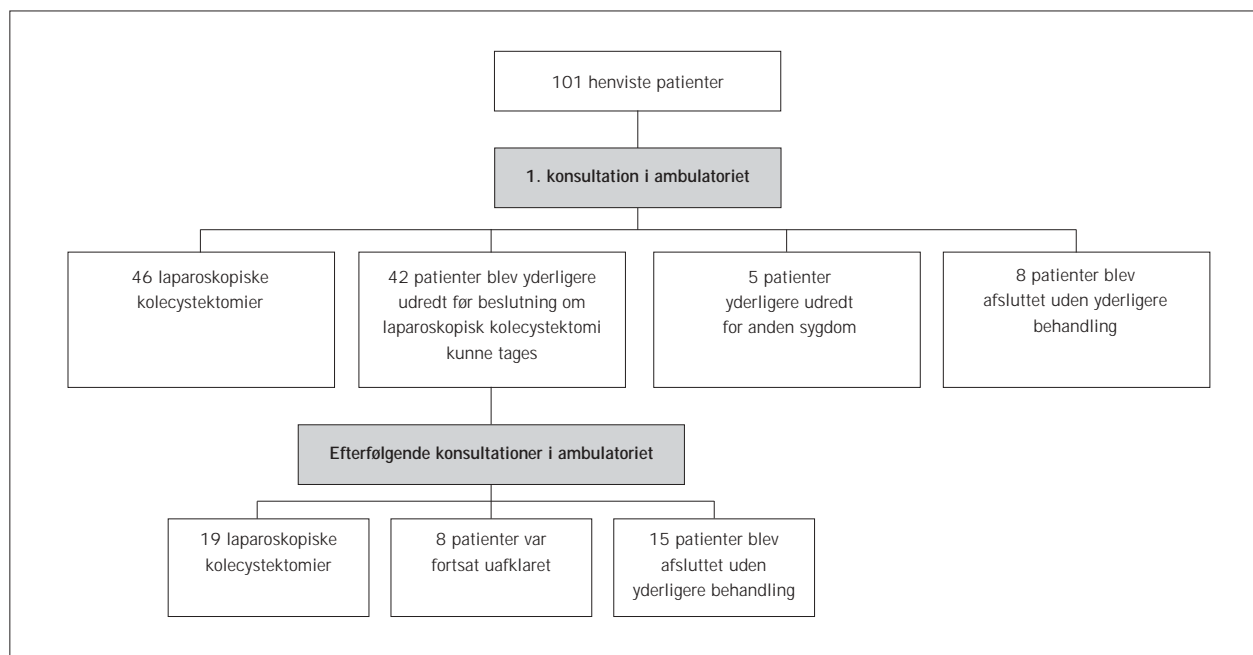 101 henviste patienter
1. konsultation i ambulatoriet
46 laparoskopiske
kolecystektomier
42 patienter blev yderligere
udredt før beslutning om
laparoskopisk kolecystektomi
kunne tages
5 patienter
yderligere udredt
for anden sygdom
8 patienter blev
afsluttet uden yderligere
behandling
Efterfølgende konsultationer i ambulatoriet
19 laparoskopiske
kolecystektomier
8 patienter var
fortsat uafklaret
15 patienter blev
afsluttet uden
yderligere behandling